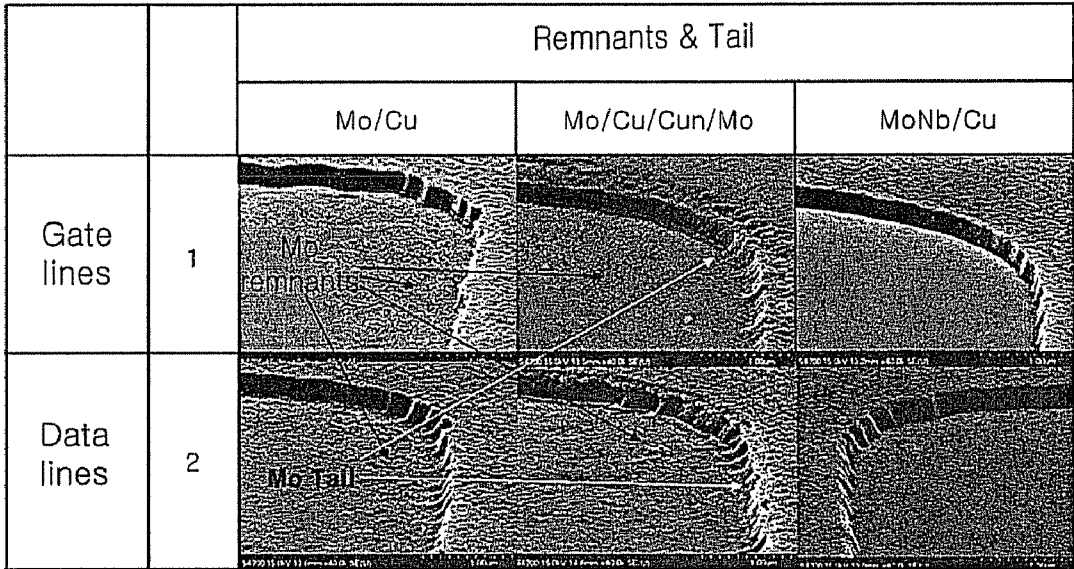 Remnants & Tail
Mo/Cu
Mo/Cu/Cun/Mo
MoNb/Cu
Gate
lines
1
Mo
remnants
Data
lines
2
Mo Tail